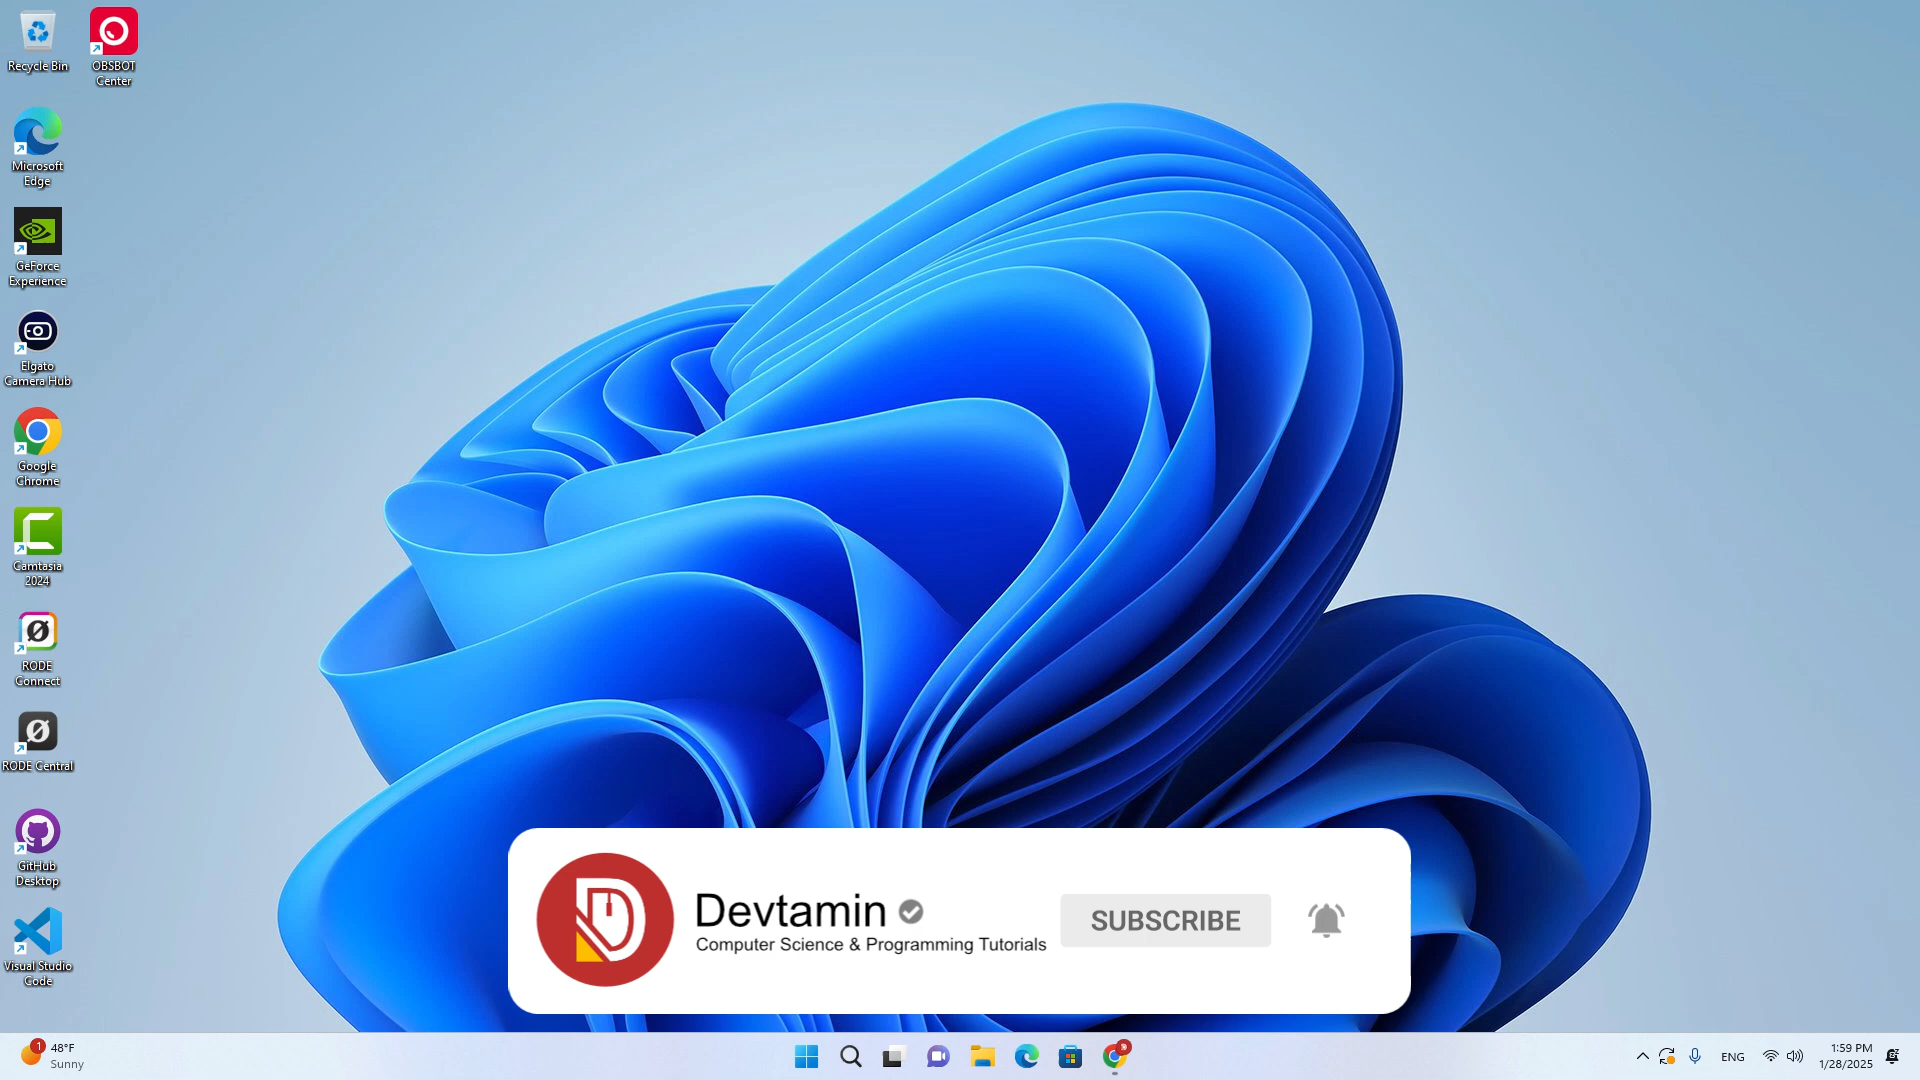 Recycle Bin
OBSBOT
Center
Microsoft
Edge
GeForce
Experience
Elgato
Camera Hub
Google
Chrome
Camtasia
2024
RODE
Connect
RODE Central
GitHub
Desktop
Visual Studio
Code
Devtamin
Computer Science & Programming Tutorials
SUBSCRIBE
1
48°F
Sunny
ENG
1:59 PM
1/28/2025